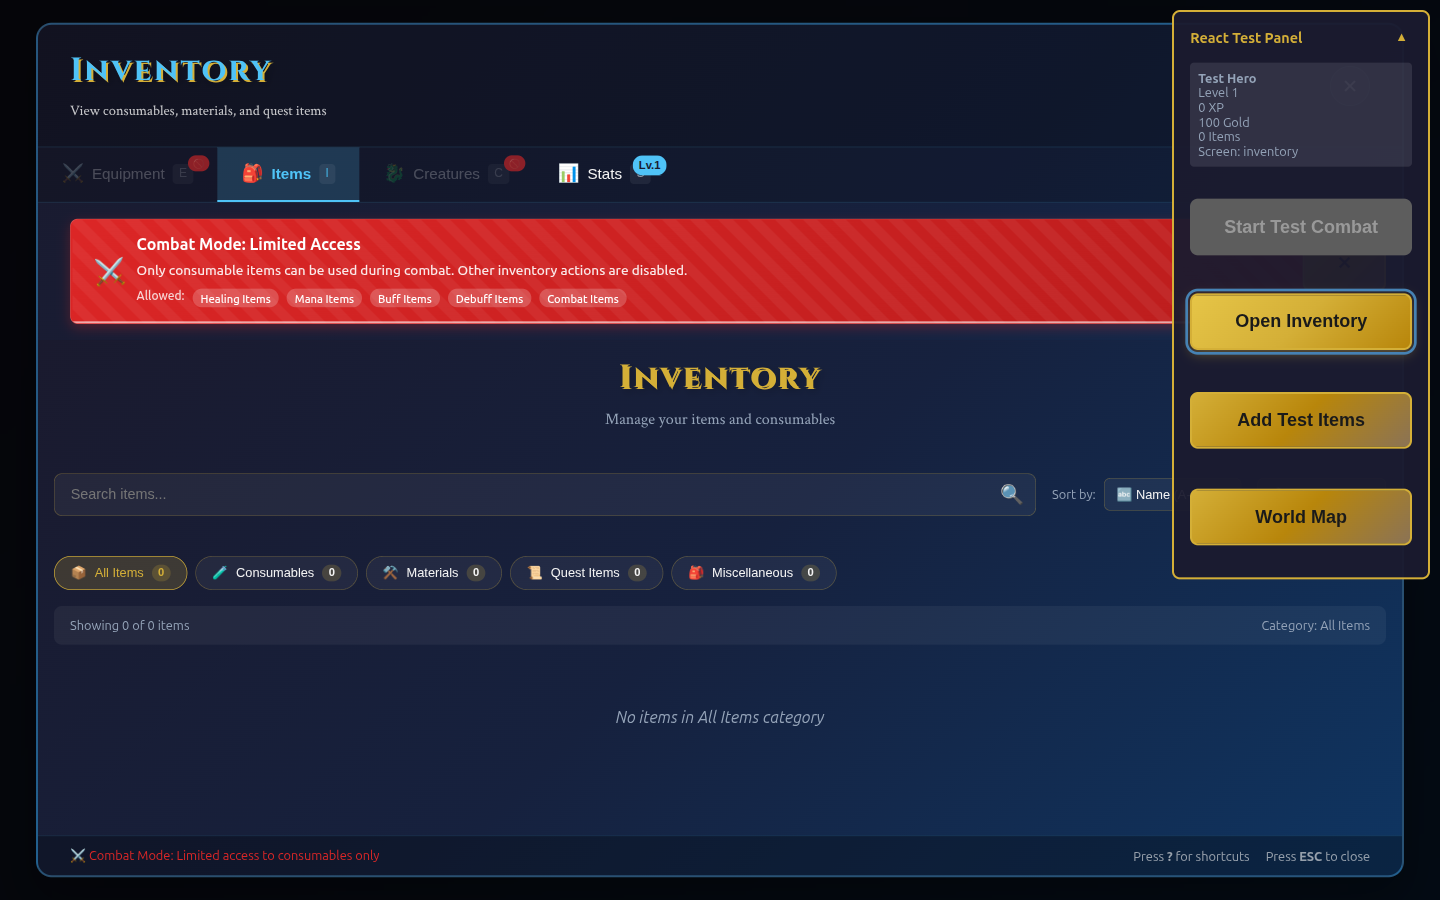 Inventory
View consumables, materials, and quest items
Equipment E
Items I
Creatures C
Stats Lv.1
Combat Mode: Limited Access
Only consumable items can be used during combat. Other inventory actions are disabled.
Allowed: Healing Items Mana Items Buff Items Debuff Items Combat Items
Inventory
Manage your items and consumables
Search items...
Sort by: Name
All Items 0 Consumables 0 Materials 0 Quest Items 0 Miscellaneous 0
Showing 0 of 0 items
Category: All Items
No items in All Items category
Combat Mode: Limited access to consumables only
Press ? for shortcuts Press ESC to close
React Test Panel
Test Hero
Level 1
0 XP
100 Gold
0 Items
Screen: inventory
Start Test Combat
Open Inventory
Add Test Items
World Map